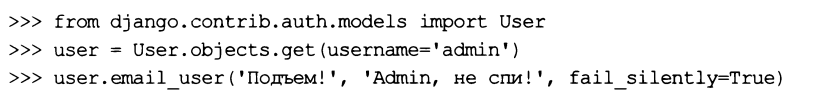 >>> from django.contrib.auth.models import User
>>> user = User.objects.get(username='admin')
>>> user.email_user('Подъем!', 'Admin, не спи!', fail_silently=True)